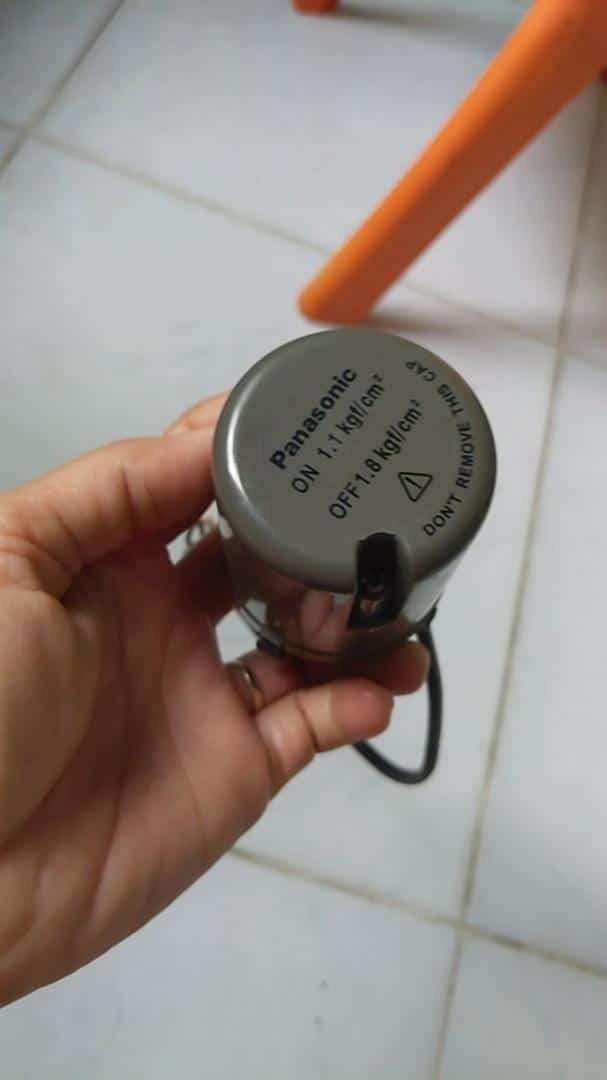 Panasonic
ON 1.1 kgf/cm²
OFF 1.8 kgf/cm²
DON'T REMOVE THIS CAP